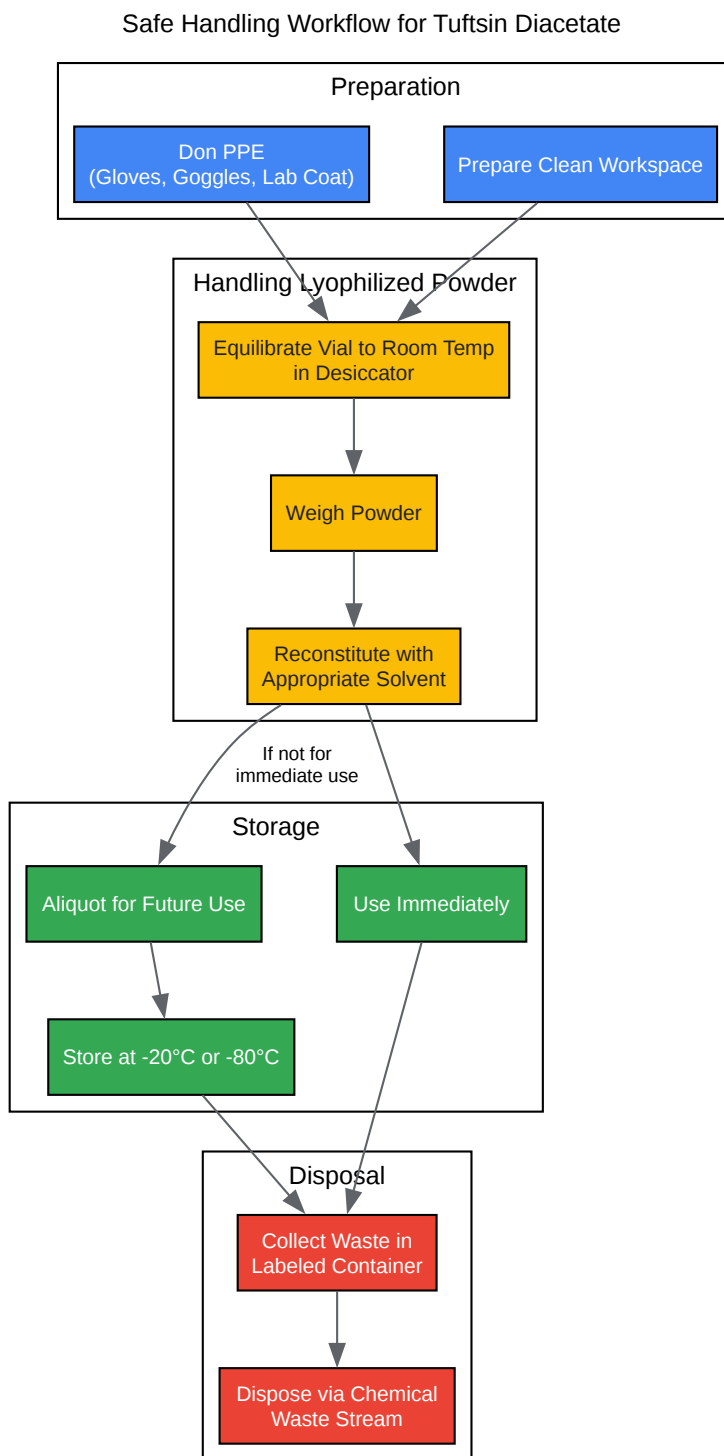 Safe Handling Workflow for Tuftsin Diacetate
Preparation
Don PPE
(Gloves, Goggles, Lab Coat)
Prepare Clean Workspace
Handling Lyophilized Powder
Equilibrate Vial to Room Temp
in Desiccator
Weigh Powder
Reconstitute with
Appropriate Solvent
If not for
immediate use
Storage
Aliquot for Future Use
Use Immediately
Store at -20°C or -80°C
Disposal
Collect Waste in
Labeled Container
Dispose via Chemical
Waste Stream